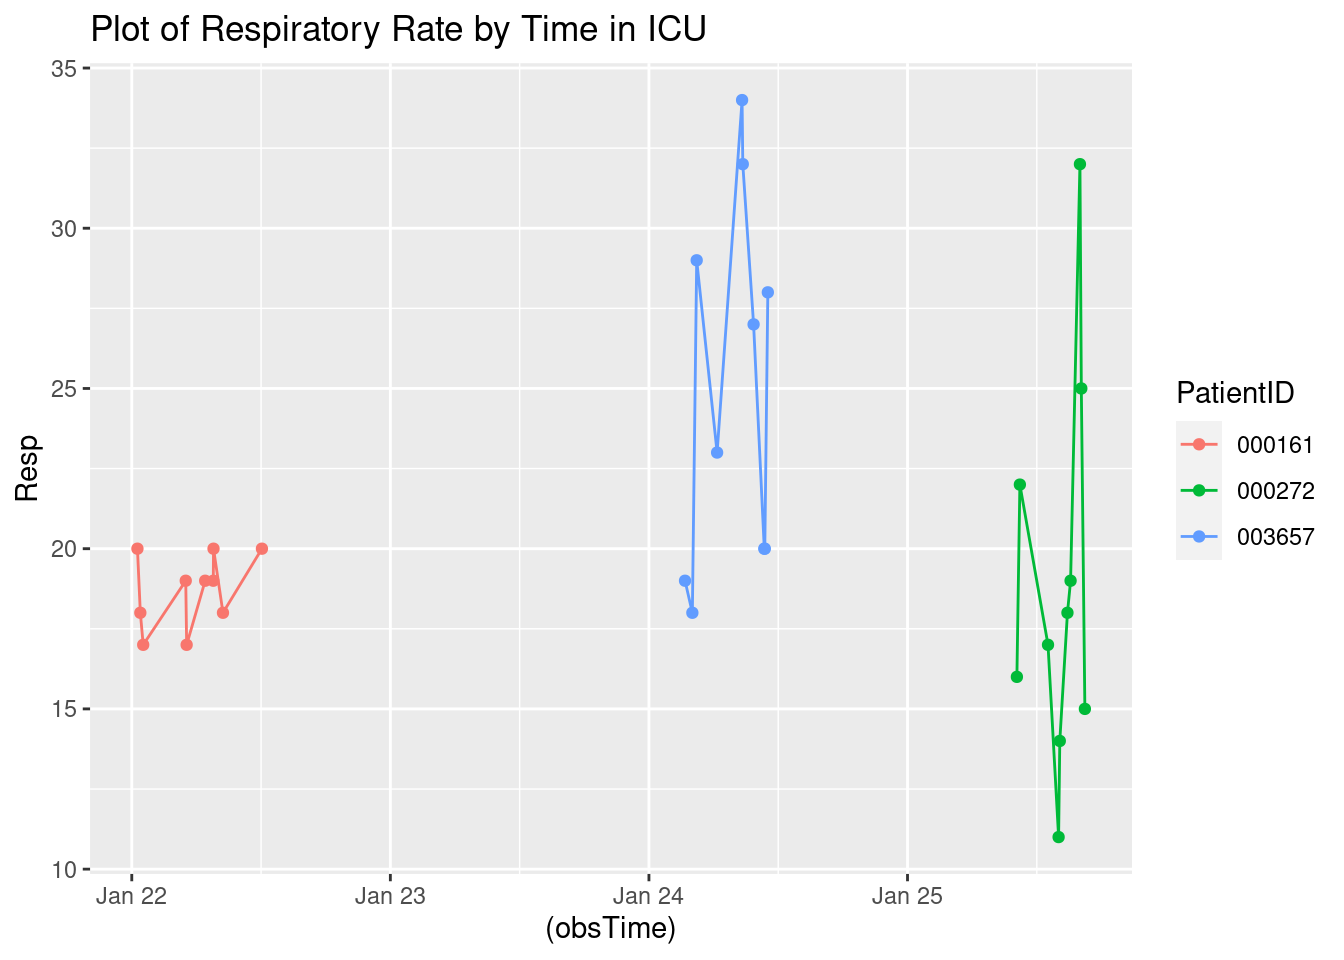 Plot of Respiratory Rate by Time in ICU
35
30
25
20
15
10
Resp
Jan 22
Jan 23
Jan 24
Jan 25
(obsTime)
PatientID
000161
000272
003657